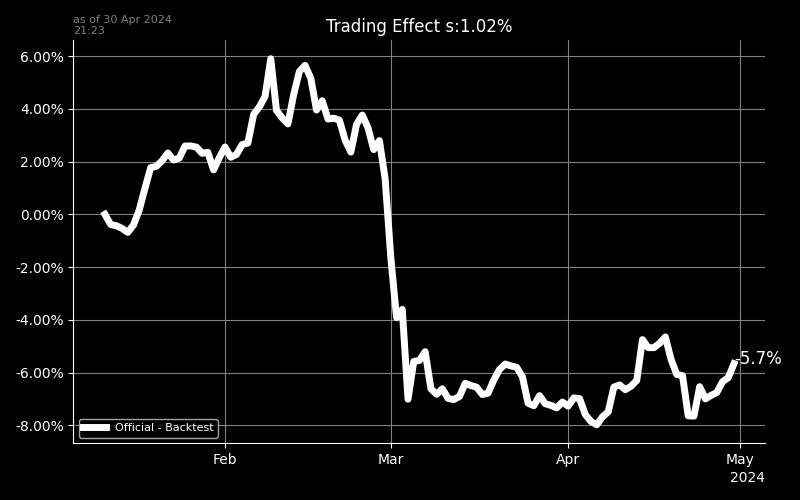 as of 30 Apr 2024
21:23
Trading Effect s:1.02%
6.00%
4.00%
2.00%
0.00%
-2.00%
-4.00%
-6.00%
-8.00%
-5.7%
Official - Backtest
Feb
Mar
Apr
May
2024